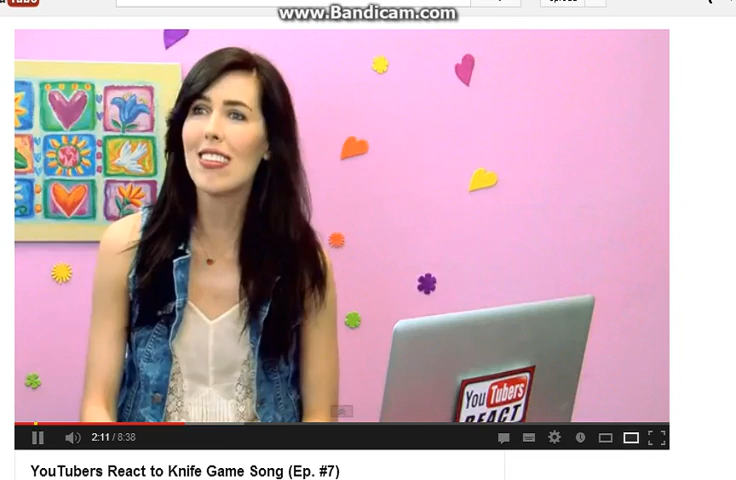 www.Bandicam.com
You Tubers
REACT
2:11 / 8:38
YouTubers React to Knife Game Song (Ep. #7)